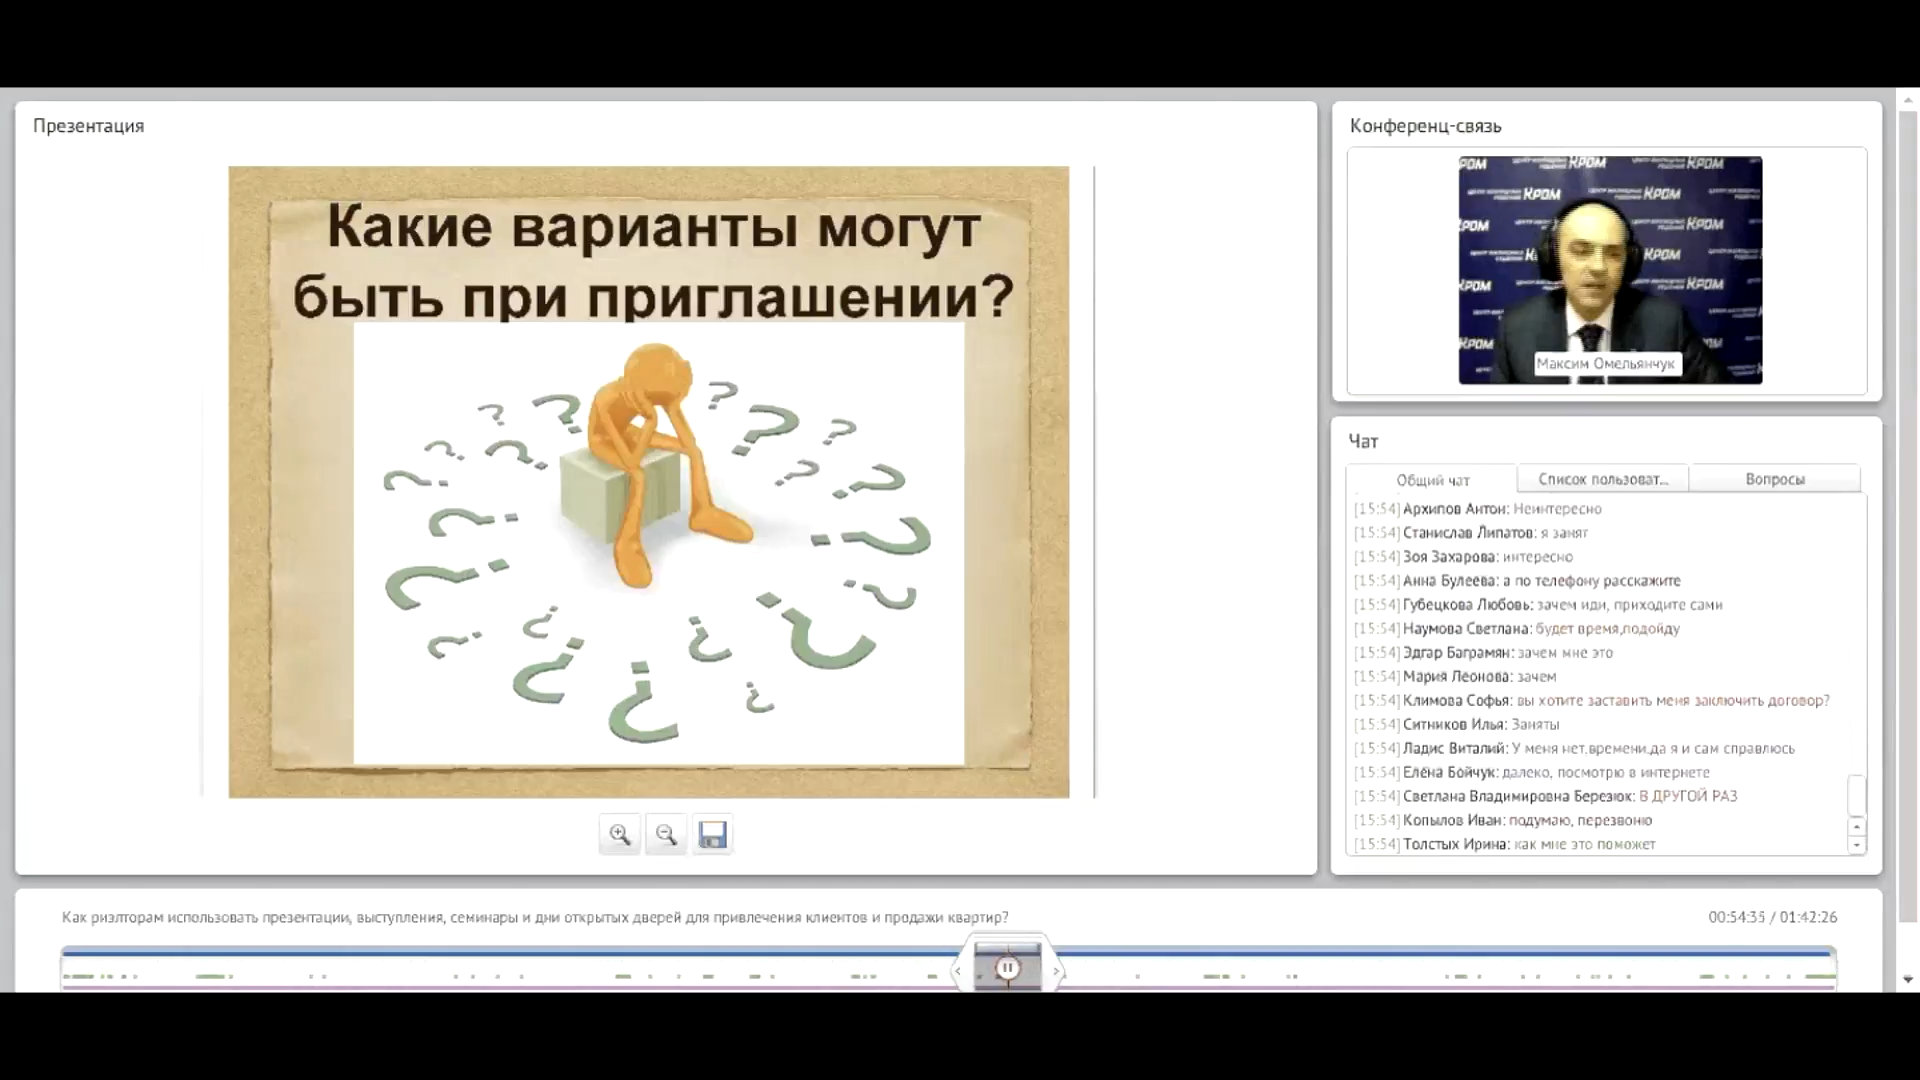 Презентация
Какие варианты могут
быть при приглашении?
Конференц-связь
КРОМ
Максим Омельянчук
Чат
Общий чат
Список пользоват...
Вопросы
[15:54] Архипов Антон: Неинтересно
[15:54] Станислав Липатов: я занят
[15:54] Зоя Захарова: интересно
[15:54] Анна Булеева: а по телефону расскажите
[15:54] Губецкова Любовь: зачем иди, приходите сами
[15:54] Наумова Светлана: будет время,подойду
[15:54] Эдгар Баграмян: зачем мне это
[15:54] Мария Леонова: зачем
[15:54] Климова Софья: вы хотите заставить меня заключить договор?
[15:54] Ситников Илья: Заняты
[15:54] Ладис Виталий: У меня нет.времени.да я и сам справлюсь
[15:54] Елена Бойчук: далеко, посмотрю в интернете
[15:54] Светлана Владимировна Березюк: В ДРУГОЙ РАЗ
[15:54] Копылов Иван: подумаю, перезвоню
[15:54] Толстых Ирина: как мне это поможет
Как риэлторам использовать презентации, выступления, семинары и дни открытых дверей для привлечения клиентов и продажи квартир?
00:54:35 / 01:42:26